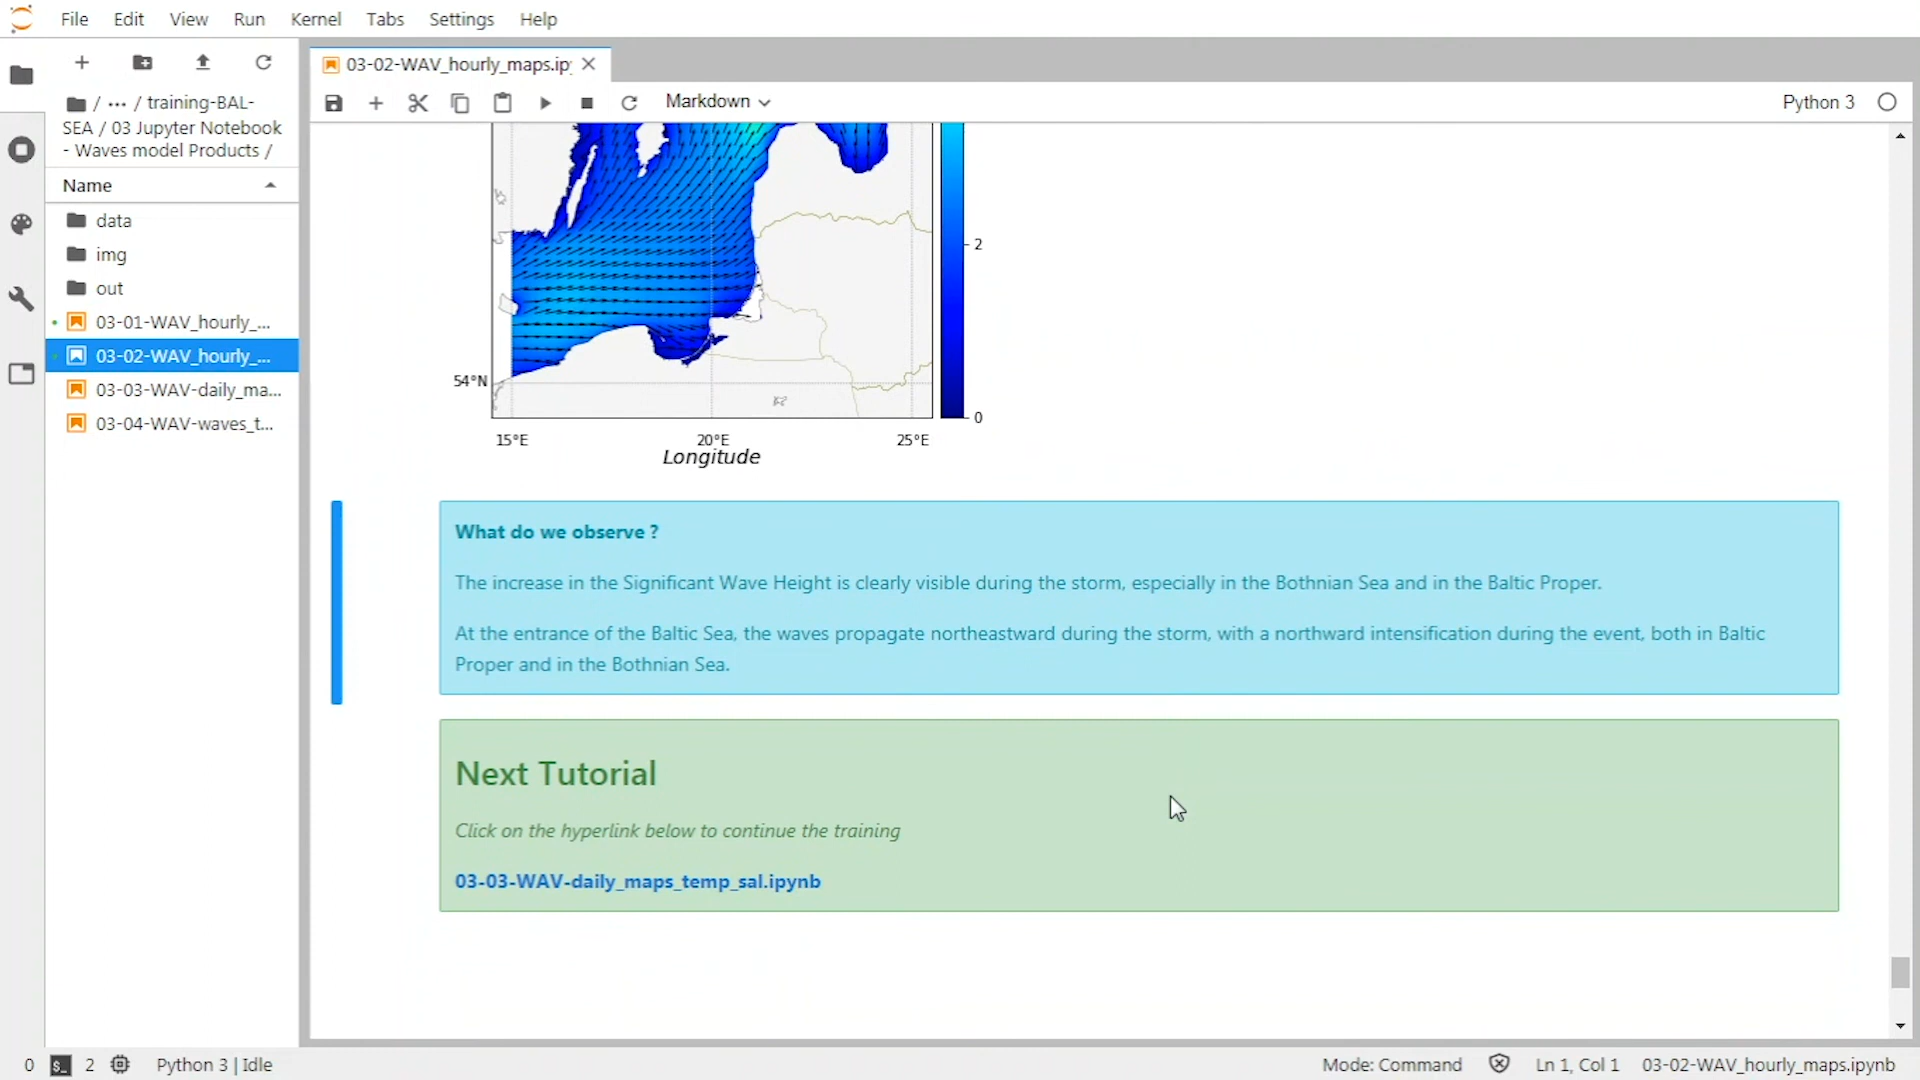 File Edit View Run Kernel Tabs Settings Help
03-02-WAV_hourly_maps.ip
/ ··· / training-BAL-
SEA / 03 Jupyter Notebook
- Waves model Products /
Markdown
Python 3
Name
data
img
out
03-01-WAV_hourly_...
03-02-WAV_hourly_...
03-03-WAV-daily_ma...
03-04-WAV-waves_t...
2
54°N
0
15°E 20°E 25°E
Longitude
What do we observe ?
The increase in the Significant Wave Height is clearly visible during the storm, especially in the Bothnian Sea and in the Baltic Proper.
At the entrance of the Baltic Sea, the waves propagate northeastward during the storm, with a northward intensification during the event, both in Baltic
Proper and in the Bothnian Sea.
Next Tutorial
Click on the hyperlink below to continue the training
03-03-WAV-daily_maps_temp_sal.ipynb
0 $_ 2 Python 3 | Idle Mode: Command Ln 1, Col 1 03-02-WAV_hourly_maps.ipynb